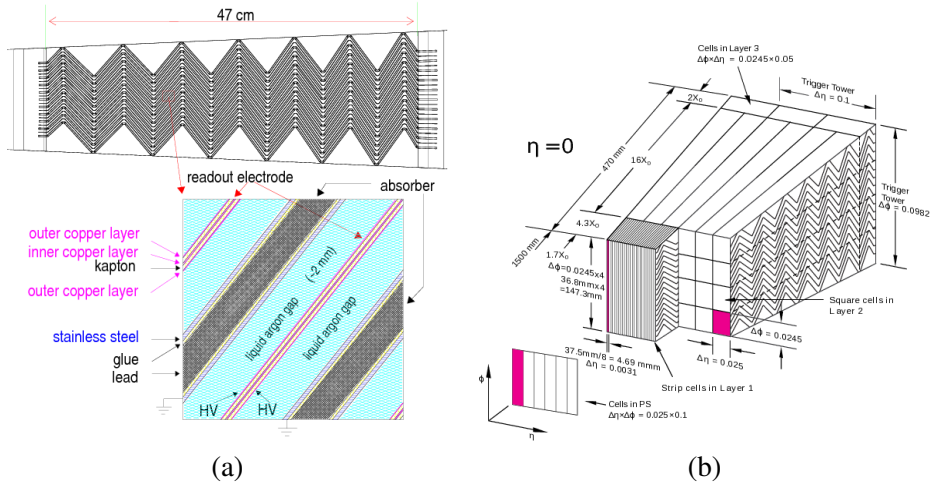 47 cm
readout electrode
absorber
outer copper layer
inner copper layer
kapton
outer copper layer
stainless steel
glue
lead
liquid argon gap
(~2 mm)
liquid argon gap
HV
HV
(a)
Cells in Layer 3
Δϕ×Δη = 0.0245×0.05
Trigger Tower
Δη = 0.1
2X₀
η=0
470 mm
16X₀
Trigger
Tower
Δϕ = 0.0982
4.3X₀
1500 mm
1.7X₀
Δϕ=0.0245x4
36.8mmx4
=147.3mm
Square cells in
Layer 2
Δϕ = 0.0245
Δη = 0.025
37.5mm/8 = 4.69 mmm
Δη = 0.0031
Strip cells in Layer 1
ϕ
η
Cells in PS
Δη×Δϕ = 0.025×0.1
(b)